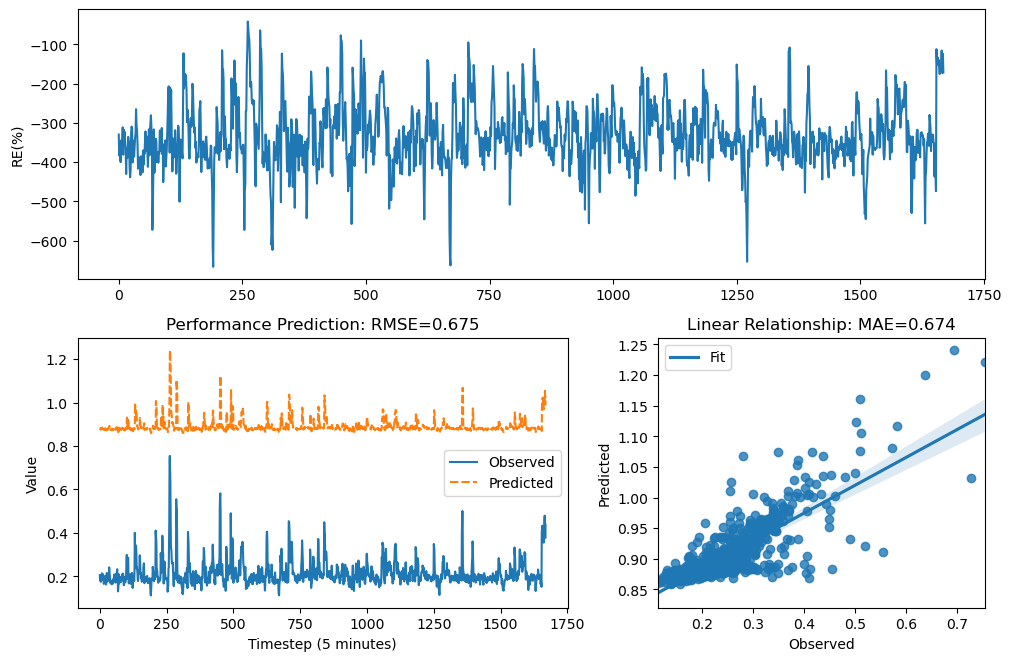 −100
−200
−300
−400
−500
−600
RE(%)
0 250 500 750 1000 1250 1500 1750
Performance Prediction: RMSE=0.675
1.2
1.0
0.8
0.6
0.4
0.2
Value
Observed
Predicted
0 250 500 750 1000 1250 1500 1750
Timestep (5 minutes)
Linear Relationship: MAE=0.674
1.25
1.20
1.15
1.10
1.05
1.00
0.95
0.90
0.85
Predicted
Fit
0.2 0.3 0.4 0.5 0.6 0.7
Observed